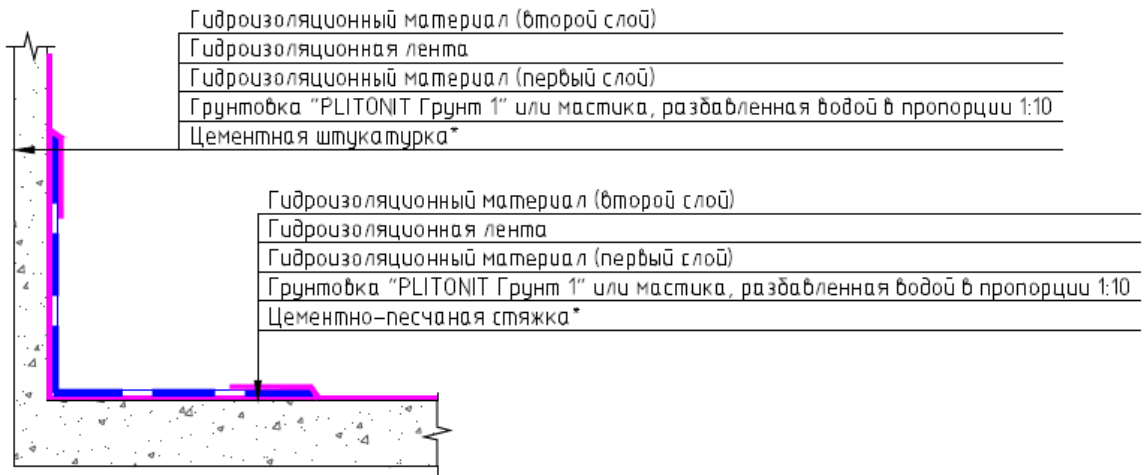 Гидроизоляционный материал (второй слой)
Гидроизоляционная лента
Гидроизоляционный материал (первый слой)
Грунтовка "PLITONIT Грунт 1" или мастика, разбавленная водой в пропорции 1:10
Цементная штукатурка*
Гидроизоляционный материал (второй слой)
Гидроизоляционная лента
Гидроизоляционный материал (первый слой)
Грунтовка "PLITONIT Грунт 1" или мастика, разбавленная водой в пропорции 1:10
Цементно-песчаная стяжка*